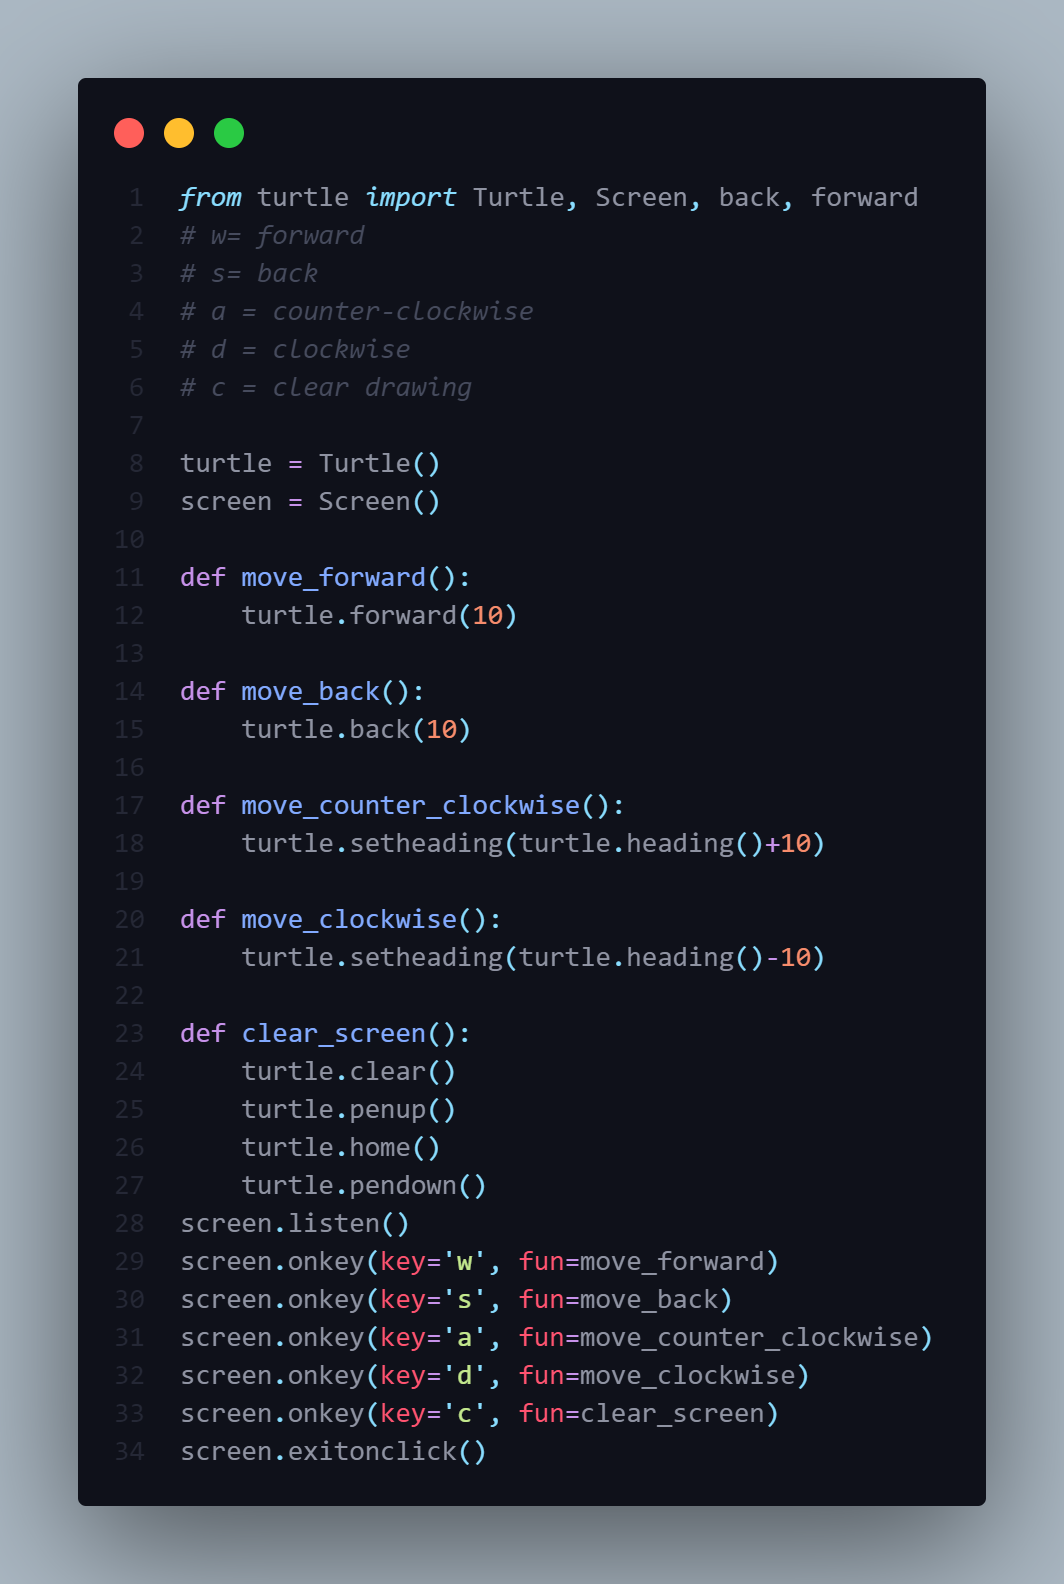 1 from turtle import Turtle, Screen, back, forward
2 # w= forward
3 # s= back
4 # a = counter-clockwise
5 # d = clockwise
6 # c = clear drawing
7
8 turtle = Turtle()
9 screen = Screen()
10
11 def move_forward():
12     turtle.forward(10)
13
14 def move_back():
15     turtle.back(10)
16
17 def move_counter_clockwise():
18     turtle.setheading(turtle.heading()+10)
19
20 def move_clockwise():
21     turtle.setheading(turtle.heading()-10)
22
23 def clear_screen():
24     turtle.clear()
25     turtle.penup()
26     turtle.home()
27     turtle.pendown()
28 screen.listen()
29 screen.onkey(key='w', fun=move_forward)
30 screen.onkey(key='s', fun=move_back)
31 screen.onkey(key='a', fun=move_counter_clockwise)
32 screen.onkey(key='d', fun=move_clockwise)
33 screen.onkey(key='c', fun=clear_screen)
34 screen.exitonclick()